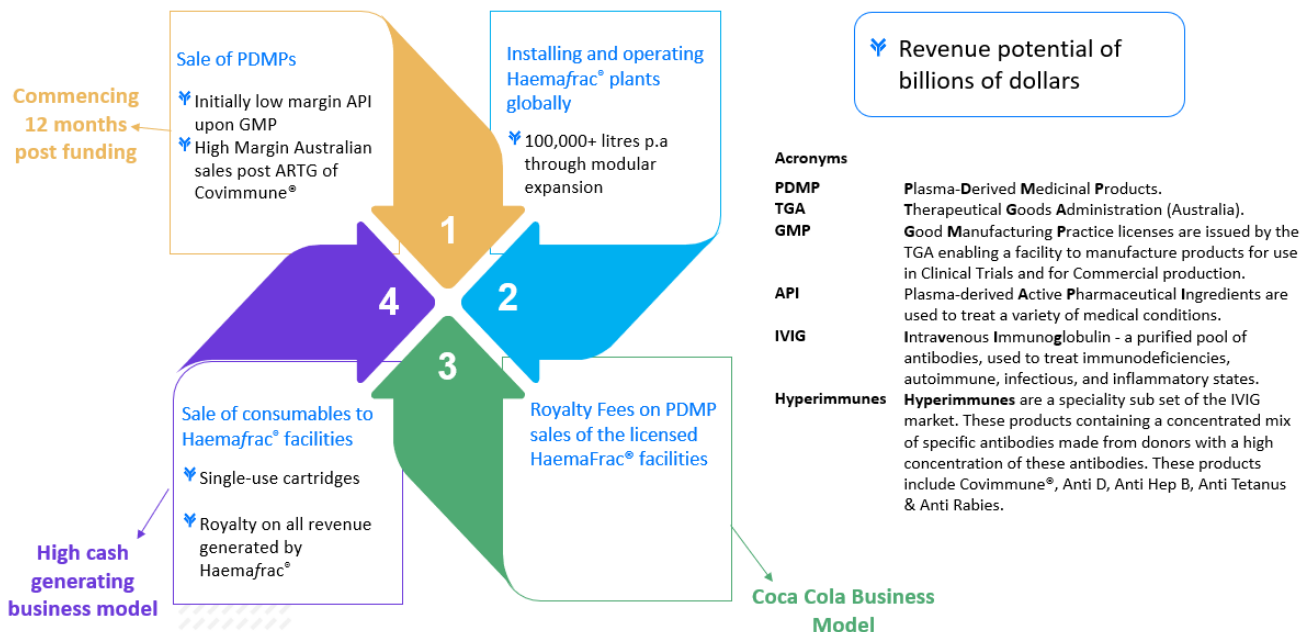 Commencing
12 months
post funding
Sale of PDMPs
Initially low margin API
upon GMP
High Margin Australian
sales post ARTG of
Covimmune®
1
Installing and operating
Haemafrac® plants
globally
100,000+ litres p.a
through modular
expansion
2
4
3
Sale of consumables to
Haemafrac® facilities
Single-use cartridges
Royalty on all revenue
generated by
Haemafrac®
High cash
generating
business model
Royalty Fees on PDMP
sales of the licensed
HaemaFrac® facilities
Coca Cola Business
Model
Revenue potential of
billions of dollars
Acronyms
PDMP Plasma-Derived Medicinal Products.
TGA Therapeutical Goods Administration (Australia).
GMP Good Manufacturing Practice licenses are issued by the
TGA enabling a facility to manufacture products for use
in Clinical Trials and for Commercial production.
API Plasma-derived Active Pharmaceutical Ingredients are
used to treat a variety of medical conditions.
IVIG Intravenous Immunoglobulin - a purified pool of
antibodies, used to treat immunodeficiencies,
autoimmune, infectious, and inflammatory states.
Hyperimmunes Hyperimmunes are a speciality sub set of the IVIG
market. These products containing a concentrated mix
of specific antibodies made from donors with a high
concentration of these antibodies. These products
include Covimmune®, Anti D, Anti Hep B, Anti Tetanus
& Anti Rabies.